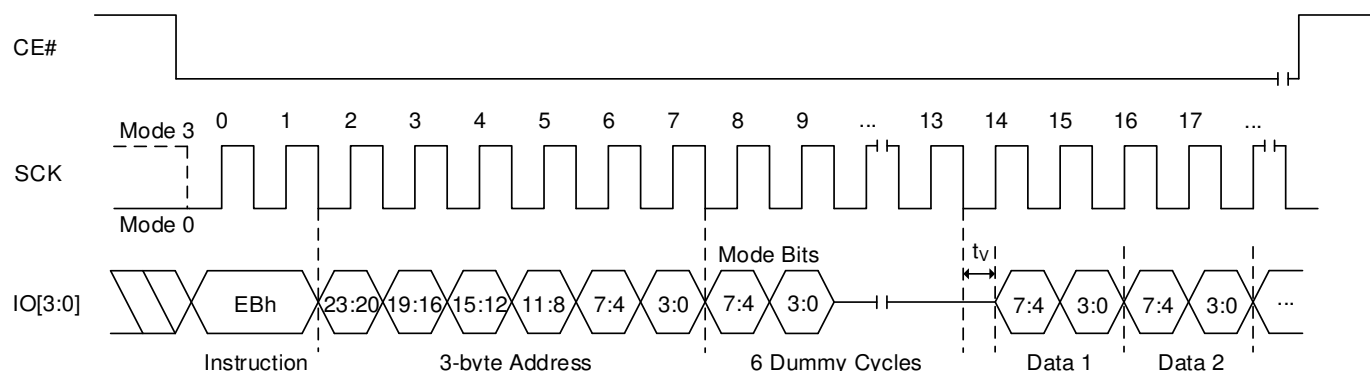 CE#
Mode 3 0 1 2 3 4 5 6 7 8 9 ... 13 14 15 16 17 ...
SCK
Mode 0
Mode Bits tV
IO[3:0] EBh 23:20 19:16 15:12 11:8 7:4 3:0 7:4 3:0 7:4 3:0 7:4 3:0 ...
Instruction 3-byte Address 6 Dummy Cycles Data 1 Data 2